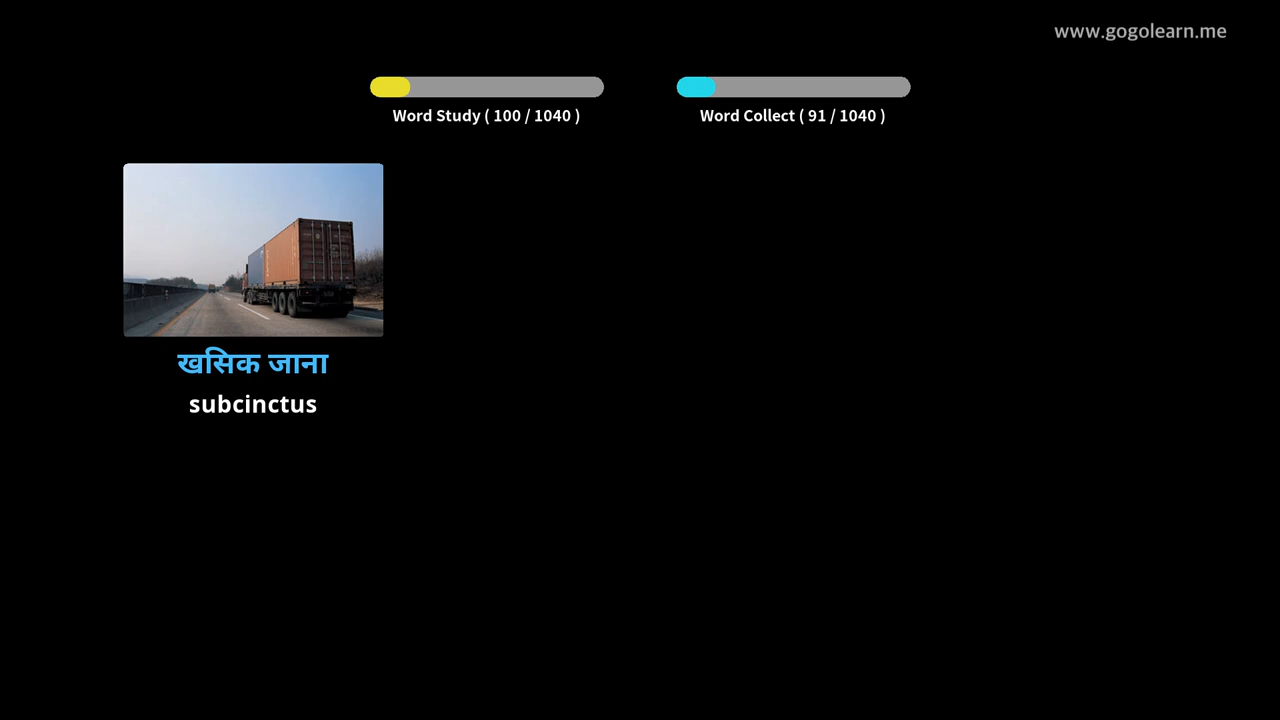 www.gogolearn.me
Word Study ( 100 / 1040 )
Word Collect ( 91 / 1040 )
खसिक जाना
subcinctus